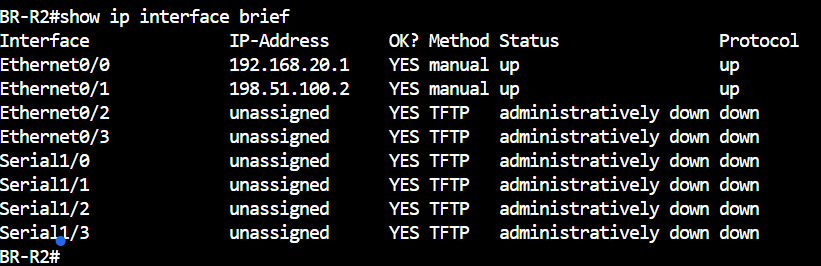 BR-R2#show ip interface brief
Interface IP-Address OK? Method Status Protocol
Ethernet0/0 192.168.20.1 YES manual up up
Ethernet0/1 198.51.100.2 YES manual up up
Ethernet0/2 unassigned YES TFTP administratively down down
Ethernet0/3 unassigned YES TFTP administratively down down
Serial1/0 unassigned YES TFTP administratively down down
Serial1/1 unassigned YES TFTP administratively down down
Serial1/2 unassigned YES TFTP administratively down down
Serial1/3 unassigned YES TFTP administratively down down
BR-R2#